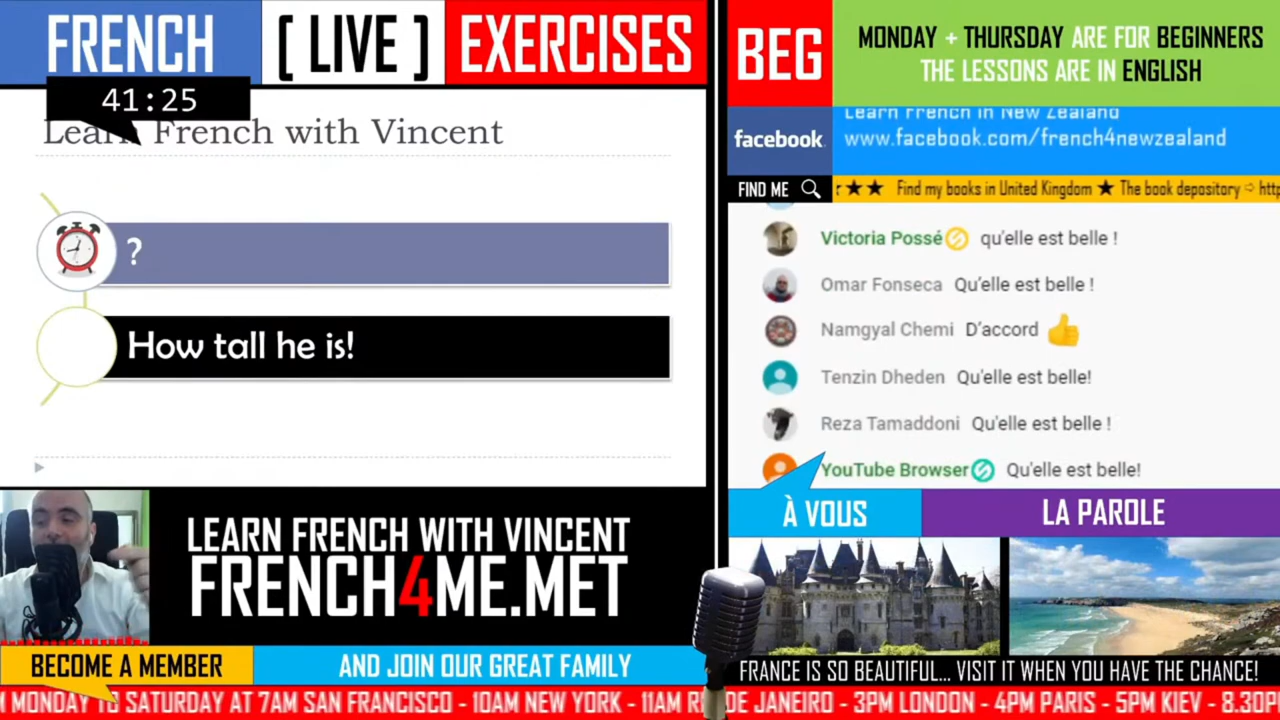 FRENCH
[ LIVE ]
EXERCISES
41:25
Learn French with Vincent
?
How tall he is!
LEARN FRENCH WITH VINCENT
FRENCH4ME.MET
BECOME A MEMBER
AND JOIN OUR GREAT FAMILY
BEG
MONDAY + THURSDAY ARE FOR BEGINNERS
THE LESSONS ARE IN ENGLISH
facebook.
Learn French in New Zealand
www.facebook.com/french4newzealand
FIND ME
r★★ Find my books in United Kingdom ★ The book depository ⇨ http
Victoria Possé qu'elle est belle !
Omar Fonseca Qu'elle est belle !
Namgyal Chemi D'accord 👍
Tenzin Dheden Qu'elle est belle!
Reza Tamaddoni Qu'elle est belle !
YouTube Browser Qu'elle est belle!
À VOUS
LA PAROLE
FRANCE IS SO BEAUTIFUL... VISIT IT WHEN YOU HAVE THE CHANCE!
M MONDAY TO SATURDAY AT 7AM SAN FRANCISCO - 10AM NEW YORK - 11AM DE JANEIRO - 3PM LONDON - 4PM PARIS - 5PM KIEV - 8.30P